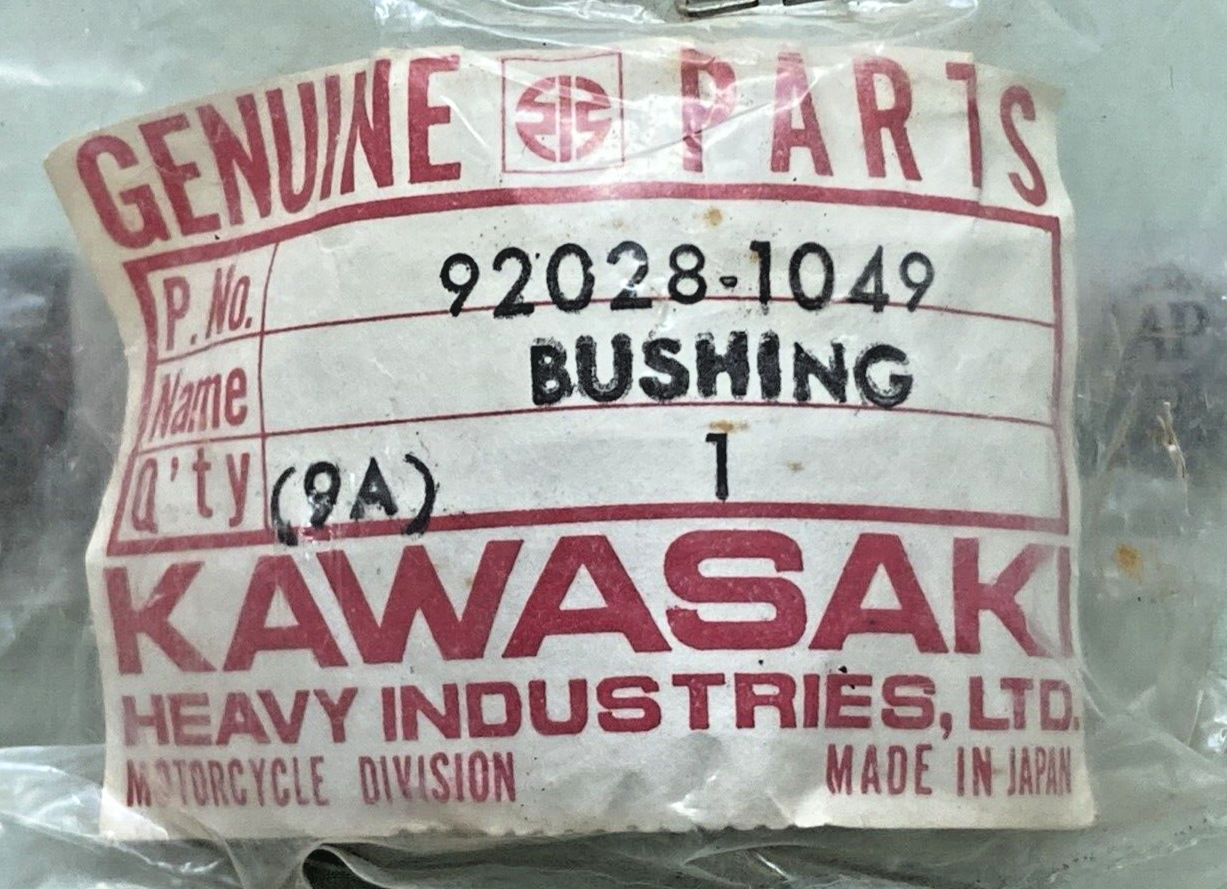 GENUINE PARTS
P. No. 92028-1049
Name BUSHING
Q'ty (9A) 1
KAWASAKI
HEAVY INDUSTRIES, LTD.
MOTORCYCLE DIVISION MADE IN JAPAN